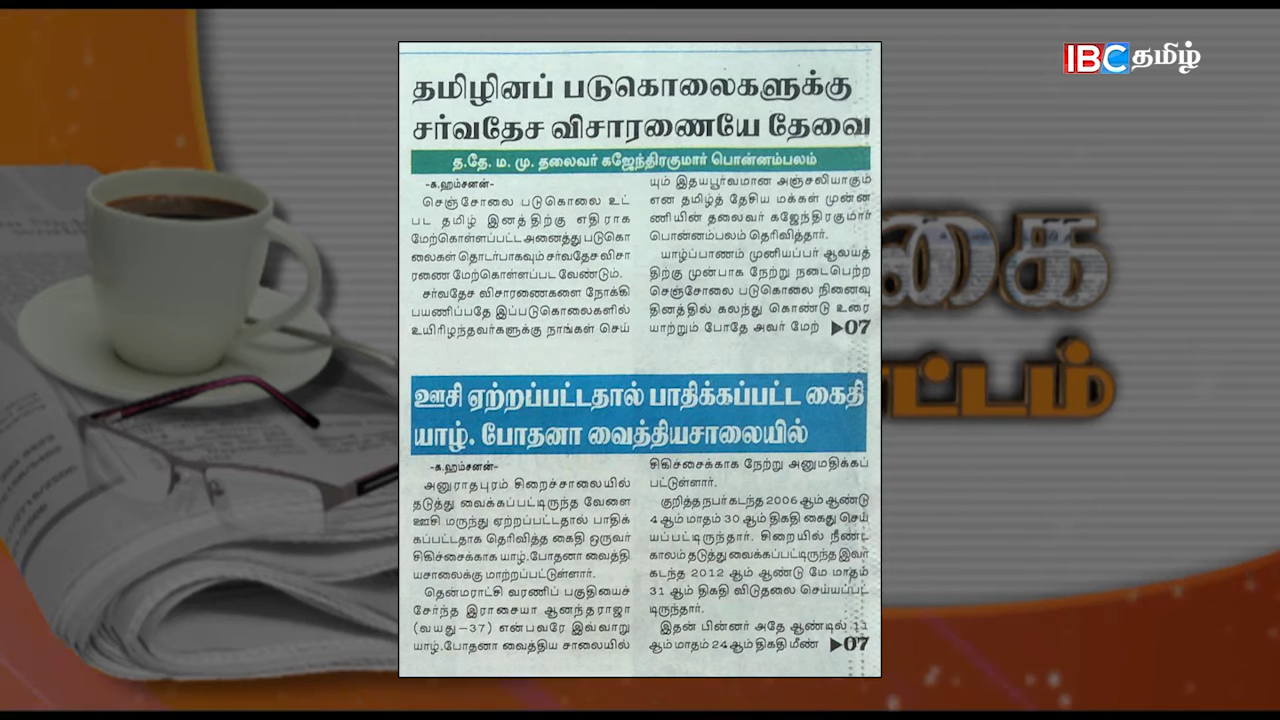 IBC தமிழ்
தமிழினப் படுகொலைகளுக்கு
சர்வதேச விசாரணையே தேவை
த.தே. ம. மு. தலைவர் கஜேந்திரகுமார் பொன்னம்பலம்
-க.ஹம்சனன்-
செஞ்சோலை படுகொலை உட்
பட தமிழ் இனத்திற்கு எதிராக
மேற்கொள்ளப்பட்ட அனைத்து படுகொ
லைகள் தொடர்பாகவும் சர்வதேச விசா
ரணை மேற்கொள்ளப்பட வேண்டும்.
சர்வதேச விசாரணைகளை நோக்கி
பயணிப்பதே இப்படுகொலைகளில்
உயிரிழந்தவர்களுக்கு நாங்கள் செய்
யும் இதயபூர்வமான அஞ்சலியாகும்
என தமிழ்த் தேசிய மக்கள் முன்ன
ணியின் தலைவர் கஜேந்திரகுமார்
பொன்னம்பலம் தெரிவித்தார்.
யாழ்ப்பாணம் முனியப்பர் ஆலயத்
திற்கு முன்பாக நேற்று நடைபெற்ற
செஞ்சோலை படுகொலை நினைவு
தினத்தில் கலந்து கொண்டு உரை
யாற்றும் போதே அவர் மேற் ▶07
ஊசி ஏற்றப்பட்டதால் பாதிக்கப்பட்ட கைதி
யாழ். போதனா வைத்தியசாலையில்
-க.ஹம்சனன்-
அனுராதபுரம் சிறைச்சாலையில்
தடுத்து வைக்கப்பட்டிருந்த வேளை
ஊசி மருந்து ஏற்றப்பட்டதால் பாதிக்
கப்பட்டதாக தெரிவித்த கைதி ஒருவர்
சிகிச்சைக்காக யாழ்.போதனா வைத்தி
யசாலைக்கு மாற்றப்பட்டுள்ளார்.
தென்மராட்சி வரணிப் பகுதியைச்
சேர்ந்த இராசையா ஆனந்தராஜா
(வயது-37) என்பவரே இவ்வாறு
யாழ்.போதனா வைத்திய சாலையில்
சிகிச்சைக்காக நேற்று அனுமதிக்கப்
பட்டுள்ளார்.
குறித்தநபர்கடந்த 2006 ஆம் ஆண்டு
4ஆம் மாதம் 30 ஆம் திகதி கைது செய்
யப்பட்டிருந்தார். சிறையில் நீண்ட
காலம் தடுத்து வைக்கப்பட்டிருந்த இவர்
கடந்த 2012 ஆம் ஆண்டு மே மாதம்
31 ஆம் திகதி விடுதலை செய்யப்பட்
டிருந்தார்.
இதன் பின்னர் அதே ஆண்டில் 11
ஆம் மாதம் 24ஆம் திகதி மீண் ▶07
கை
ட்டம்